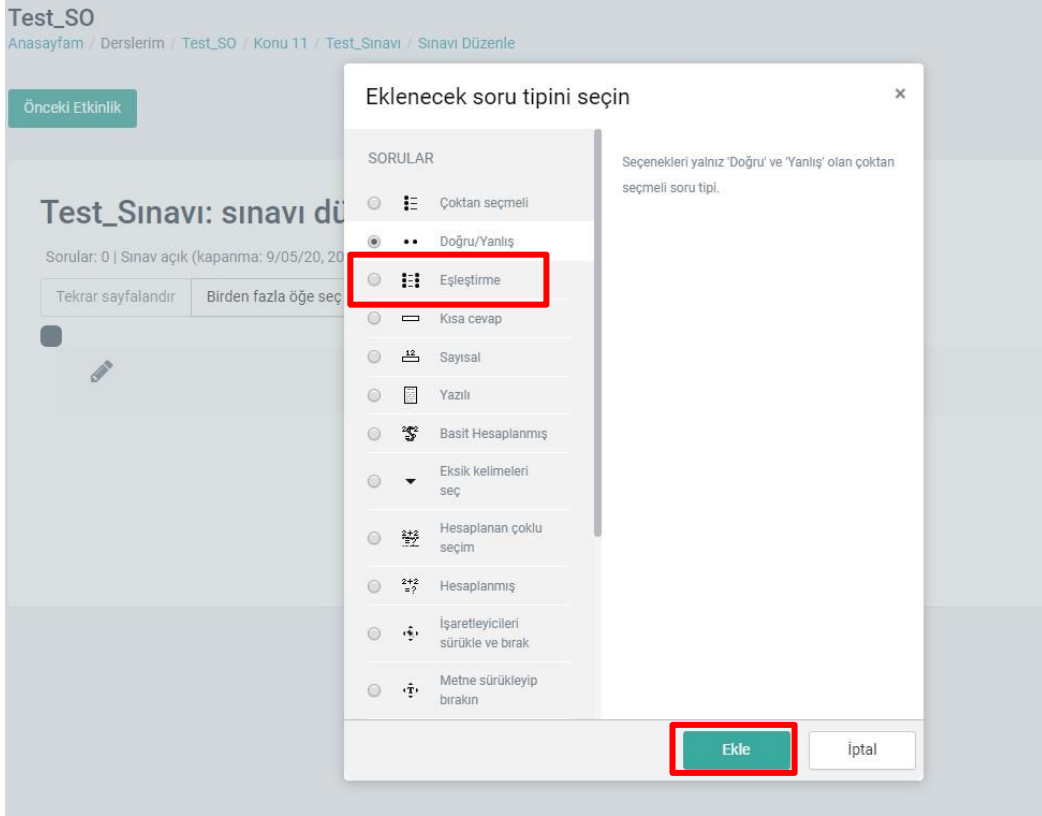 Test_SO
Anasayfam / Derslerim / Test_SO / Konu 11 / Test_Sınavı / Sınavı Düzenle
Önceki Etkinlik
Test_Sınavı: sınavı dü
Sorular: 0 | Sınav açık (kapanma: 9/05/20, 20
Tekrar sayfalandır
Birden fazla öğe seç
Eklenecek soru tipini seçin
×
SORULAR
Çoktan seçmeli
Doğru/Yanlış
Eşleştirme
Kısa cevap
Sayısal
Yazılı
Basit Hesaplanmış
Eksik kelimeleri
seç
Hesaplanan çoklu
seçim
Hesaplanmış
İşaretleyicileri
sürükle ve bırak
Metne sürükleyip
bırakın
Seçenekleri yalnız 'Doğru' ve 'Yanlış' olan çoktan
seçmeli soru tipi.
Ekle
İptal